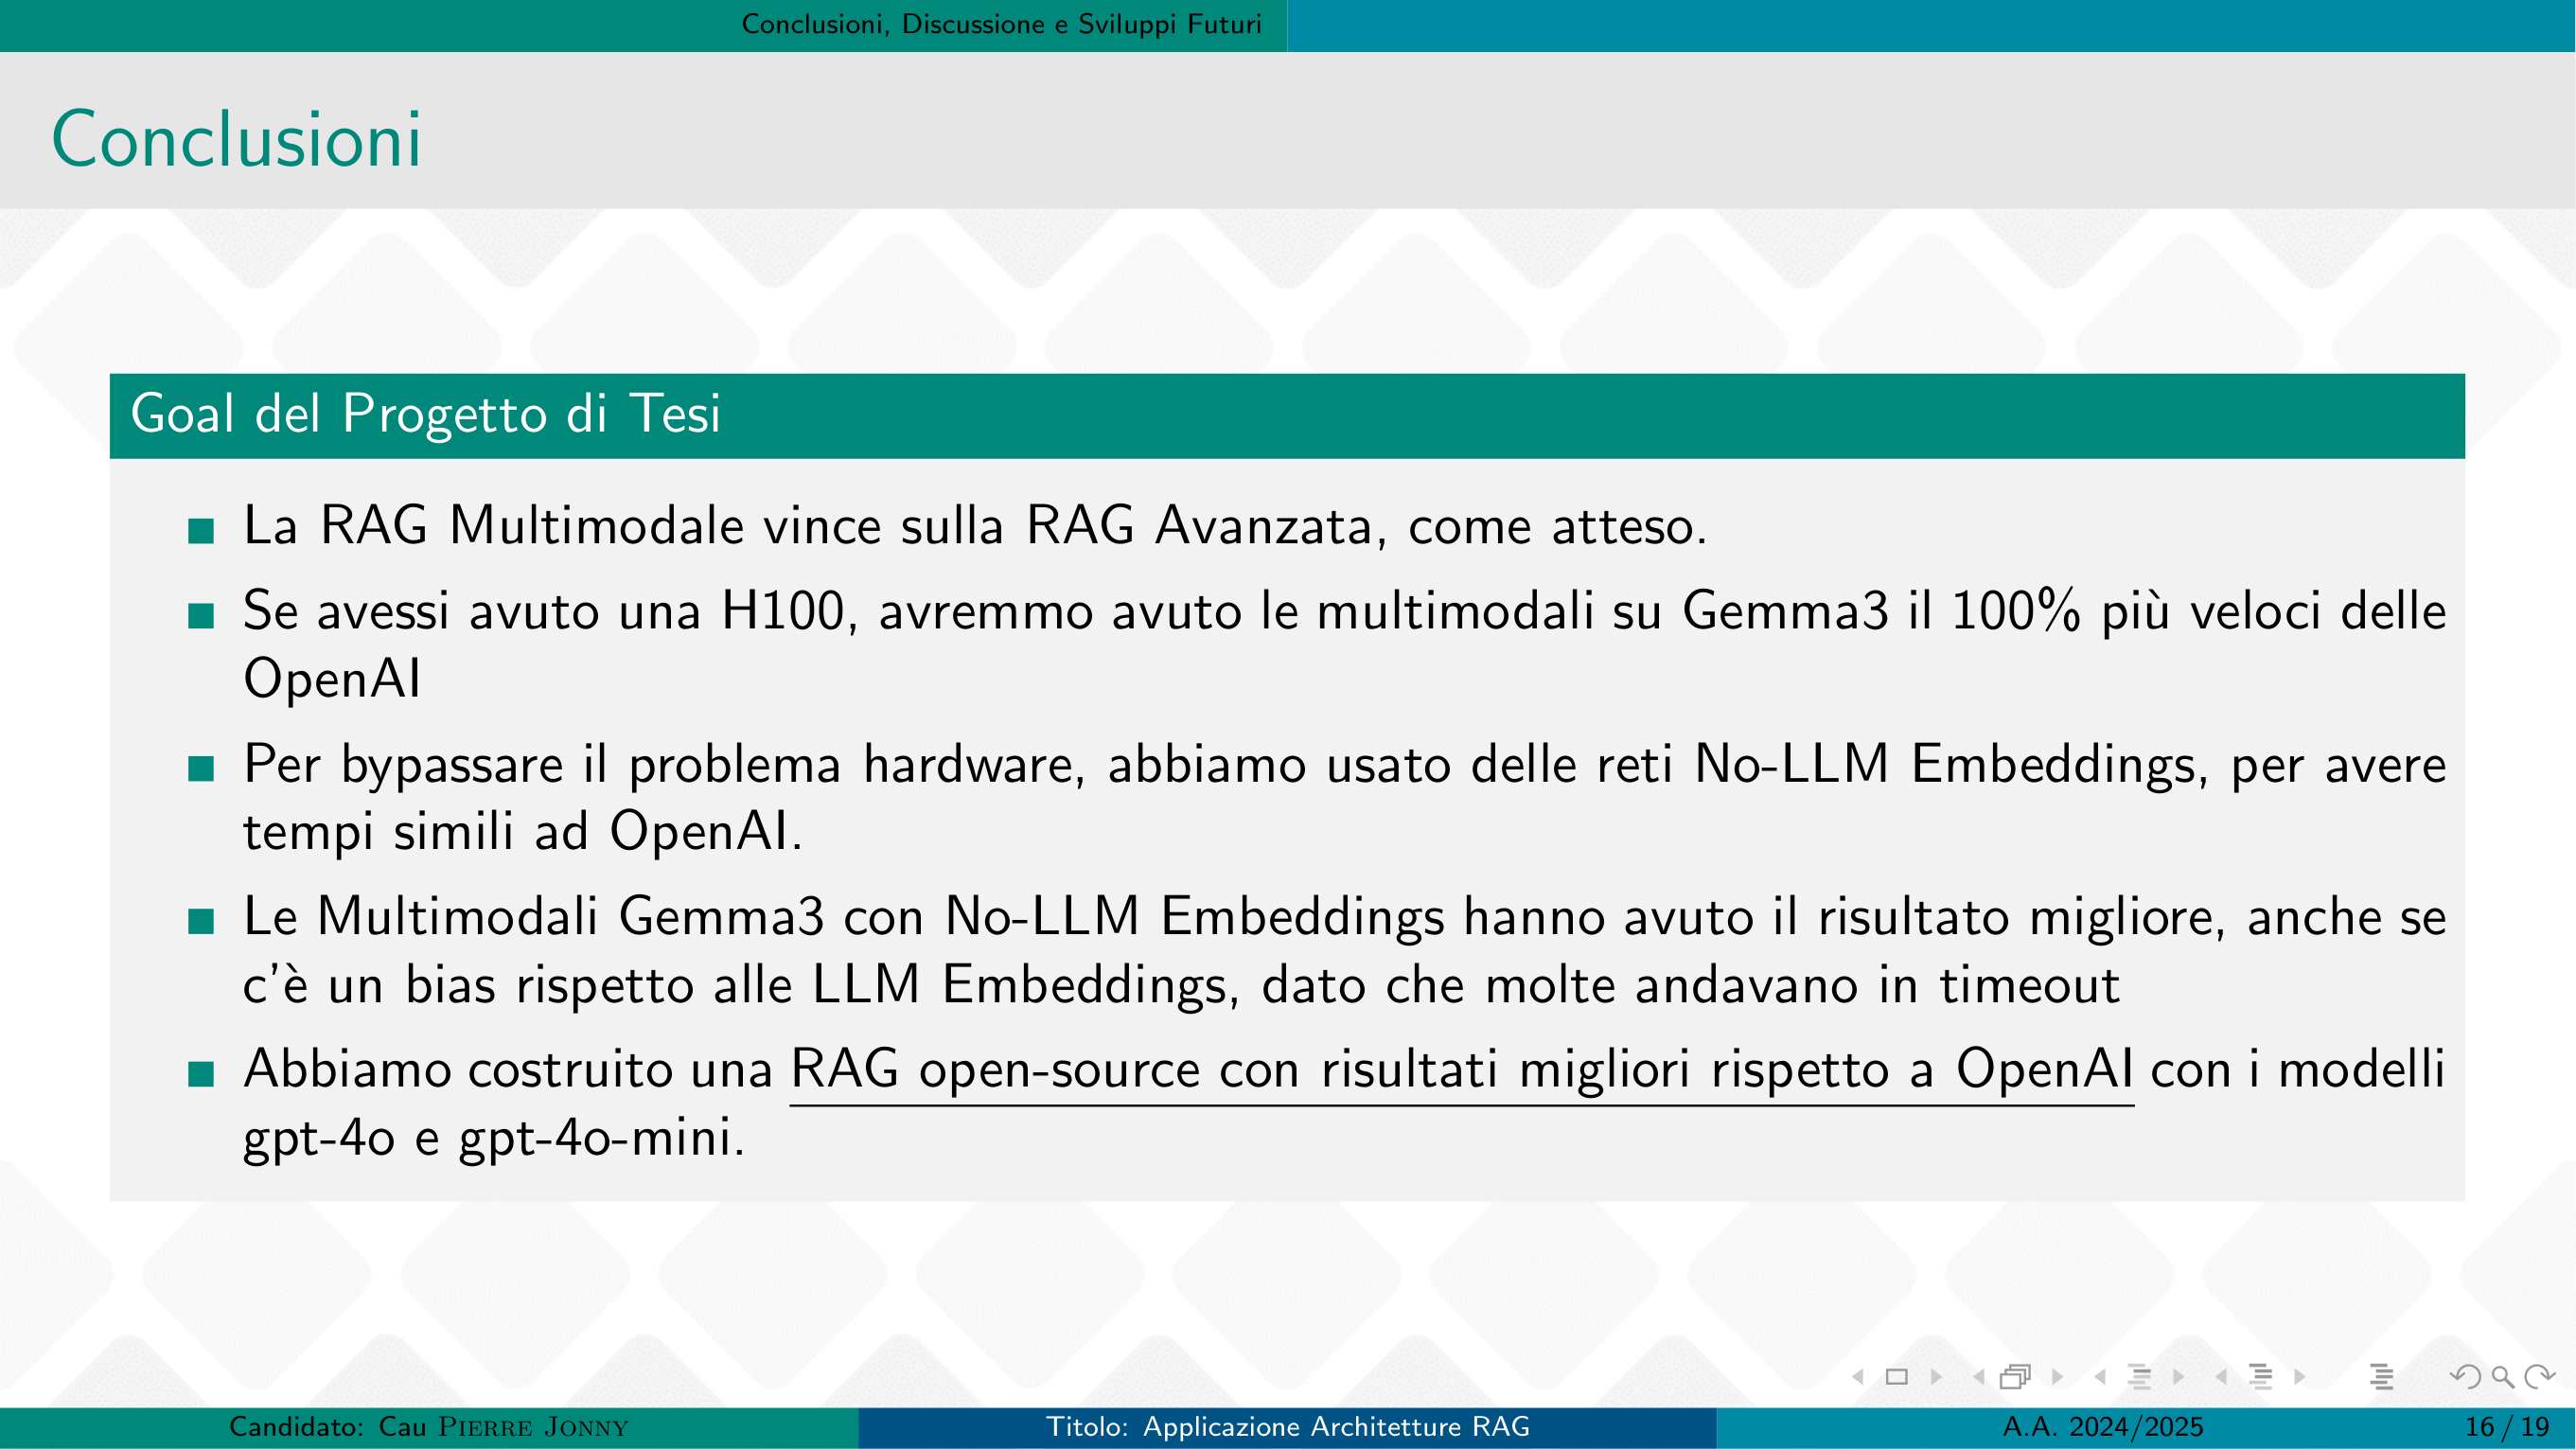 Conclusioni, Discussione e Sviluppi Futuri
Conclusioni
Goal del Progetto di Tesi
La RAG Multimodale vince sulla RAG Avanzata, come atteso.
Se avessi avuto una H100, avremmo avuto le multimodali su Gemma3 il 100% più veloci delle
OpenAI
Per bypassare il problema hardware, abbiamo usato delle reti No-LLM Embeddings, per avere
tempi simili ad OpenAI.
Le Multimodali Gemma3 con No-LLM Embeddings hanno avuto il risultato migliore, anche se
c'è un bias rispetto alle LLM Embeddings, dato che molte andavano in timeout
Abbiamo costruito una RAG open-source con risultati migliori rispetto a OpenAI con i modelli
gpt-4o e gpt-4o-mini.
Candidato: Cau Pierre Jonny
Titolo: Applicazione Architetture RAG
A.A. 2024/2025
16 / 19